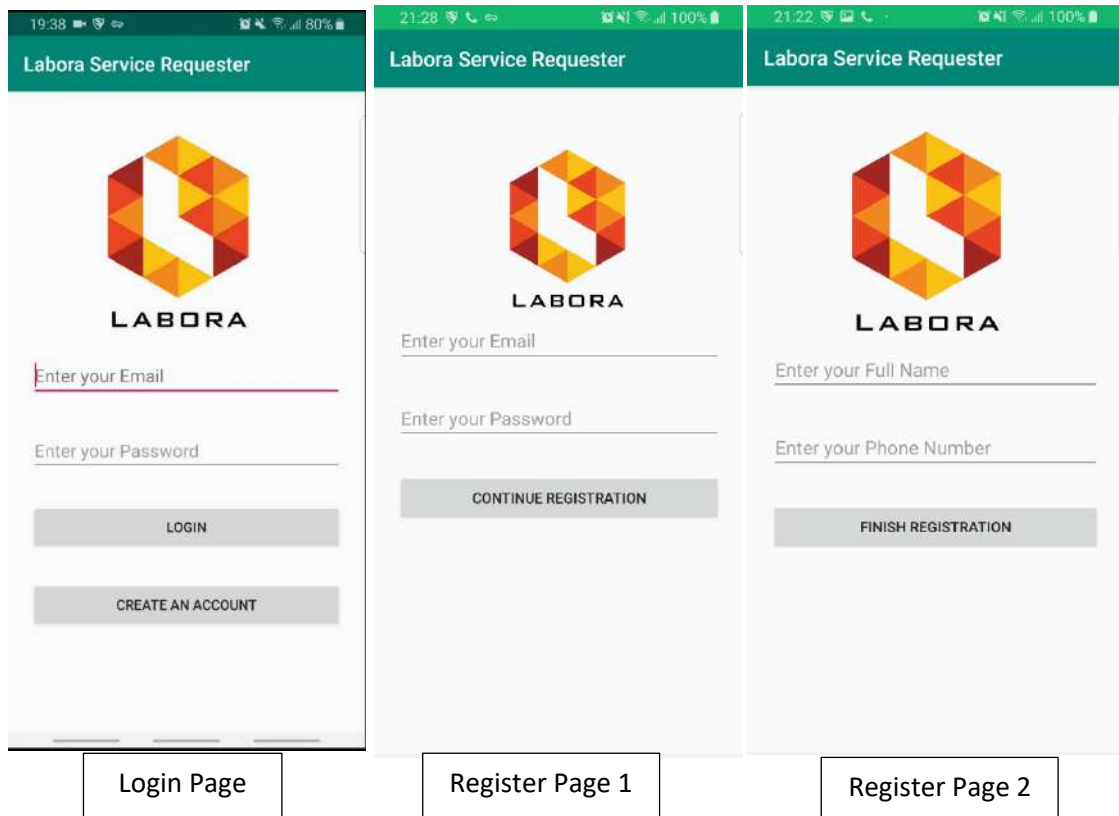 19:38
80%
Labora Service Requester
LABORA
Enter your Email
Enter your Password
LOGIN
CREATE AN ACCOUNT
Login Page
21:28
100%
Labora Service Requester
LABORA
Enter your Email
Enter your Password
CONTINUE REGISTRATION
Register Page 1
21:22
100%
Labora Service Requester
LABORA
Enter your Full Name
Enter your Phone Number
FINISH REGISTRATION
Register Page 2